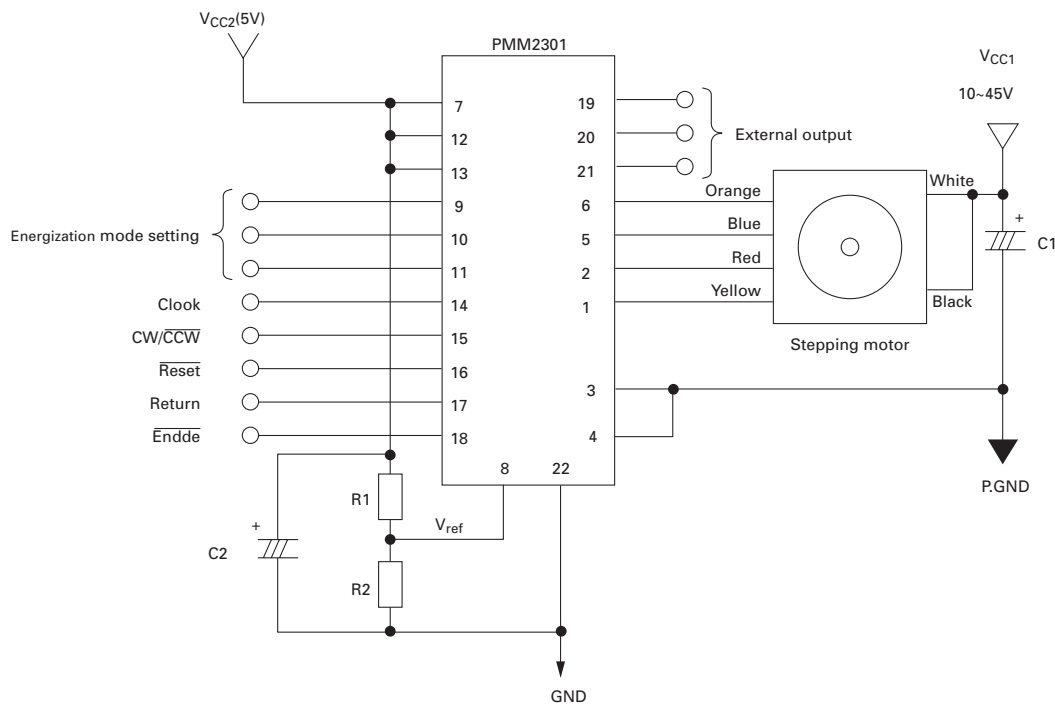 VCC2(5V)
PMM2301
VCC1
10~45V
7
12
13
9
10
11
14
15
16
17
18
8
22
19
20
21
6
5
2
1
3
4
External output
Energization mode setting
Clook
CW/CCW
Reset
Return
Endde
Orange
Blue
Red
Yellow
White
Black
Stepping motor
+
C1
P.GND
R1
Vref
R2
+
C2
GND